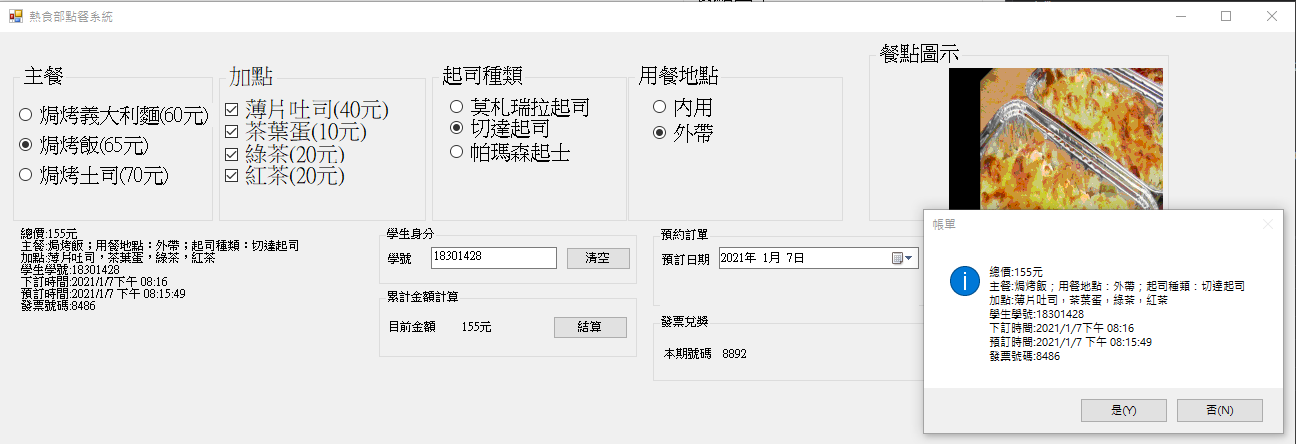 熱食部點餐系統
主餐
焗烤義大利麵(60元)
焗烤飯(65元)
焗烤土司(70元)
加點
薄片吐司(40元)
茶葉蛋(10元)
綠茶(20元)
紅茶(20元)
起司種類
莫札瑞拉起司
切達起司
帕瑪森起士
用餐地點
內用
外帶
餐點圖示
總價:155元
主餐:焗烤飯；用餐地點：外帶；起司種類：切達起司
加點:薄片吐司，茶葉蛋，綠茶，紅茶
學生學號:18301428
下訂時間:2021/1/7下午 08:16
預訂時間:2021/1/7 下午 08:15:49
發票號碼:8486
學生身分
學號 18301428 清空
累計金額計算
目前金額 155元 結算
預約訂單
預訂日期 2021年 1月 7日
發票兌獎
本期號碼 8892
帳單
總價:155元
主餐:焗烤飯；用餐地點：外帶；起司種類：切達起司
加點:薄片吐司，茶葉蛋，綠茶，紅茶
學生學號:18301428
下訂時間:2021/1/7下午 08:16
預訂時間:2021/1/7 下午 08:15:49
發票號碼:8486
是(Y) 否(N)